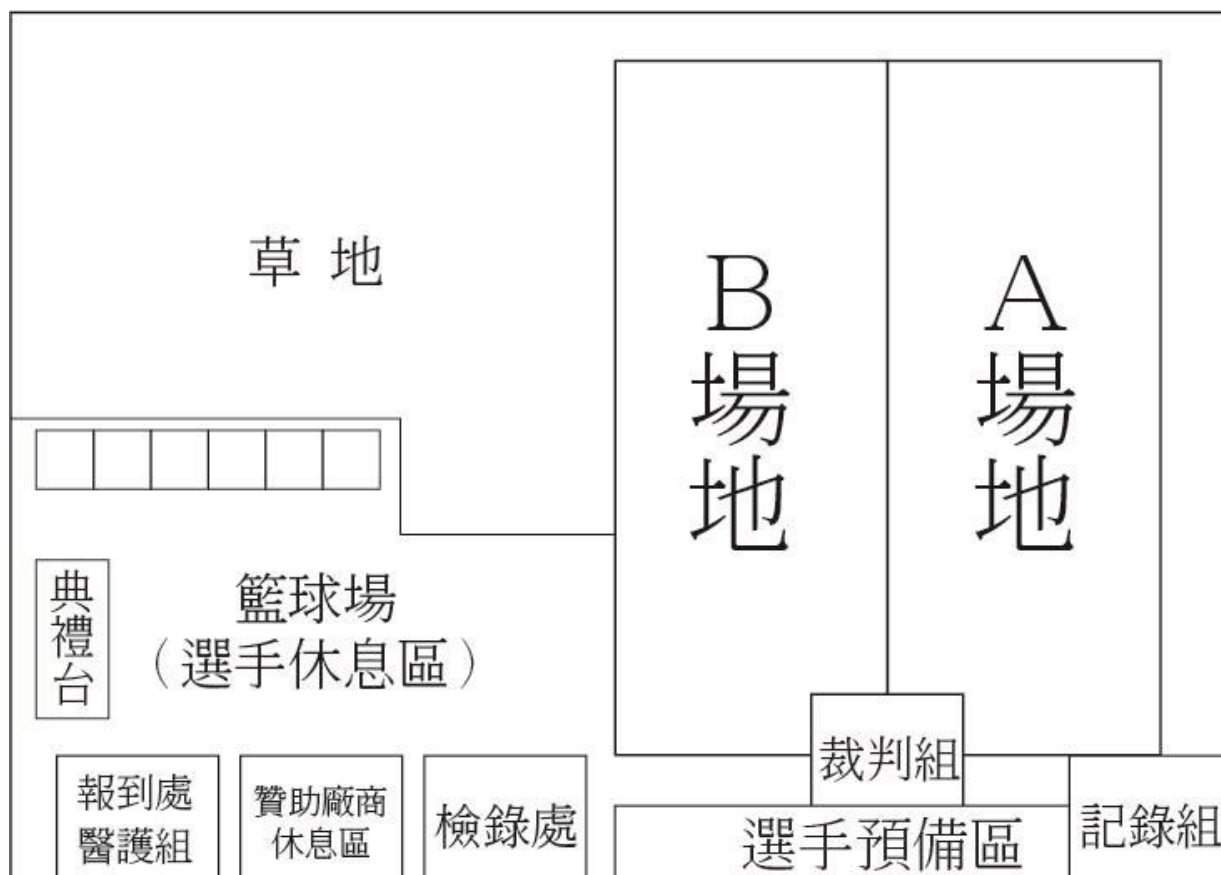 草 地
B場地
A場地
典禮台
籃球場
（選手休息區）
裁判組
報到處
醫護組
贊助廠商
休息區
檢錄處
選手預備區
記錄組